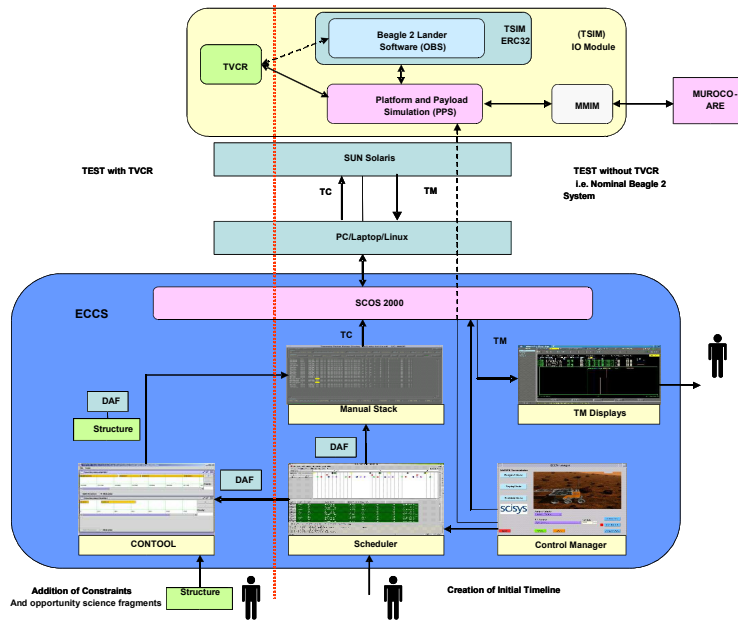 TSIM
ERC32
(TSIM)
IO Module
Beagle 2 Lander
Software (OBS)
TVCR
Platform and Payload
Simulation (PPS)
MMIM
MUROCO-
ARE
SUN Solaris
TEST with TVCR
TEST without TVCR
i.e. Nominal Beagle 2
System
TC
TM
PC/Laptop/Linux
ECCS
SCOS 2000
TC
TM
DAF
Structure
Manual Stack
TM Displays
DAF
DAF
scisys
CONTOOL
Scheduler
Control Manager
Addition of Constraints
And opportunity science fragments
Structure
Creation of Initial Timeline